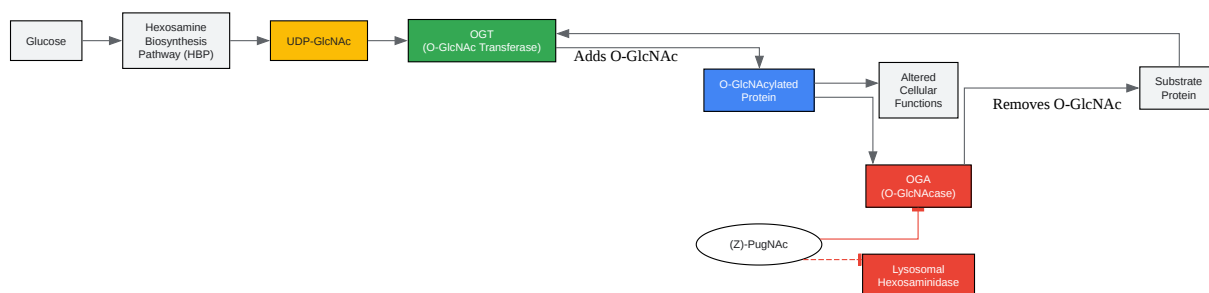 Glucose
Hexosamine
Biosynthesis
Pathway (HBP)
UDP-GlcNAc
OGT
(O-GlcNAc Transferase)
Adds O-GlcNAc
O-GlcNAcylated
Protein
Altered
Cellular
Functions
Removes O-GlcNAc
Substrate
Protein
OGA
(O-GlcNAcase)
(Z)-PugNAc
Lysosomal
Hexosaminidase